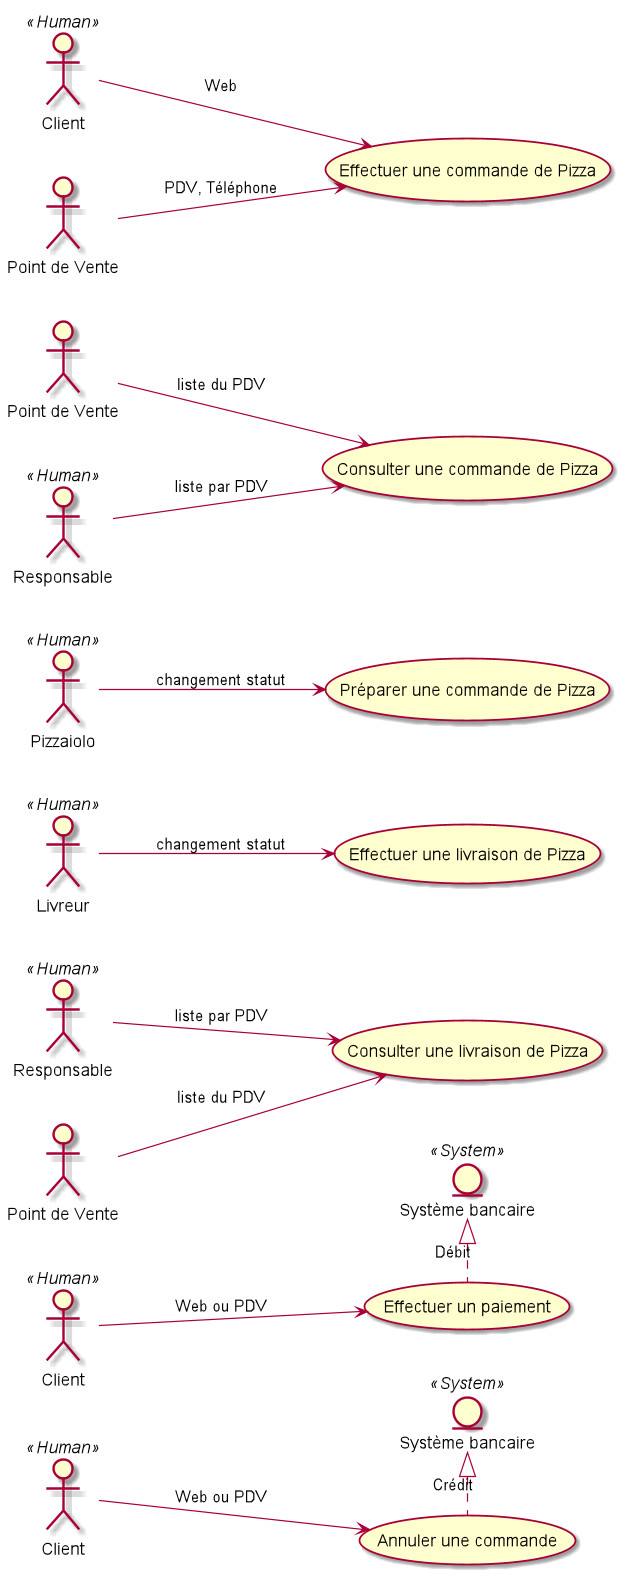 «Human»
Client
Web
Effectuer une commande de Pizza
PDV, Téléphone
Point de Vente
Point de Vente
liste du PDV
Consulter une commande de Pizza
«Human»
liste par PDV
Responsable
«Human»
changement statut
Préparer une commande de Pizza
Pizzaiolo
«Human»
changement statut
Effectuer une livraison de Pizza
Livreur
«Human»
liste par PDV
Responsable
Consulter une livraison de Pizza
liste du PDV
Point de Vente
«System»
Système bancaire
Débit
«Human»
Web ou PDV
Effectuer un paiement
Client
«System»
Système bancaire
Crédit
«Human»
Web ou PDV
Annuler une commande
Client